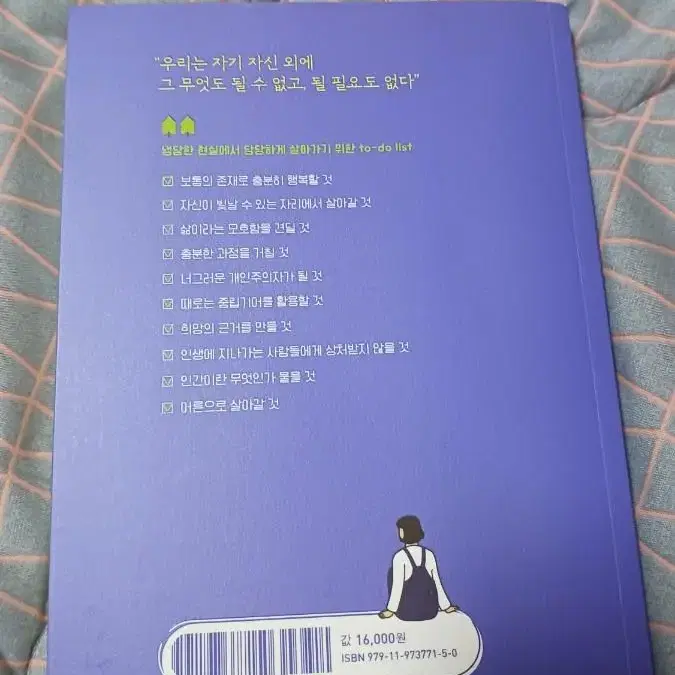 "우리는 자기 자신 외에
그 무엇도 될 수 없고, 될 필요도 없다"
냉담한 현실에서 당당하게 살아가기 위한 to-do list
보통의 존재로 충분히 행복할 것
자신이 빛날 수 있는 자리에서 살아갈 것
삶이라는 모호함을 견딜 것
충분한 과정을 거칠 것
너그러운 개인주의자가 될 것
때로는 중립기어를 활용할 것
희망의 근거를 만들 것
인생에 지나가는 사람들에게 상처받지 않을 것
인간이란 무엇인가 물을 것
어른으로 살아갈 것
값 16,000원
ISBN 979-11-973771-5-0